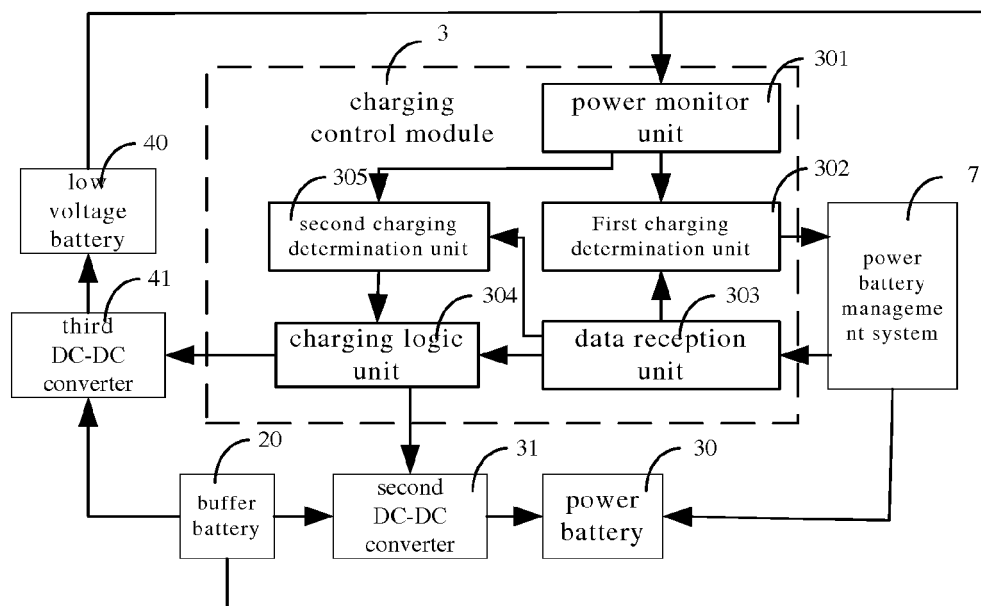 3
charging
control module
301
power monitor
unit
40
low
voltage
battery
305
second charging
determination unit
302
First charging
determination unit
7
power
battery
manageme
nt system
41
third
DC-DC
converter
304
charging logic
unit
303
data reception
unit
20
buffer
battery
31
second
DC-DC
converter
30
power
battery